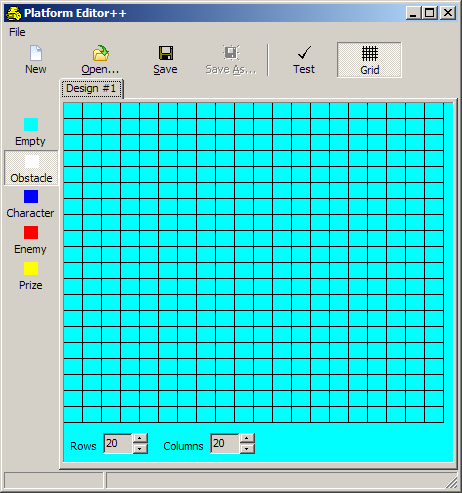 Platform Editor++
File
New Open... Save Save As... Test Grid
Design #1
Empty
Obstacle
Character
Enemy
Prize
Rows 20 Columns 20